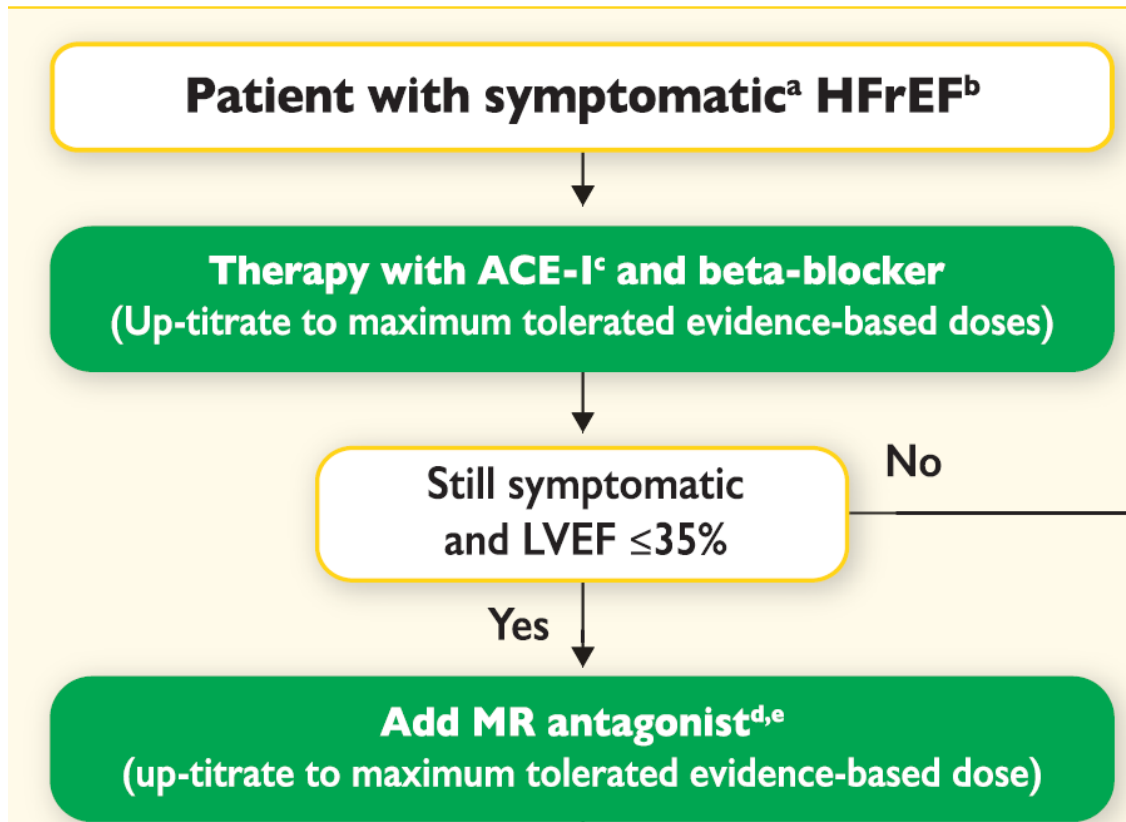 Patient with symptomaticᵃ HFrEFᵇ
Therapy with ACE-Iᶜ and beta-blocker
(Up-titrate to maximum tolerated evidence-based doses)
Still symptomatic
and LVEF ≤35%
No
Yes
Add MR antagonistᵈ,ᵉ
(up-titrate to maximum tolerated evidence-based dose)